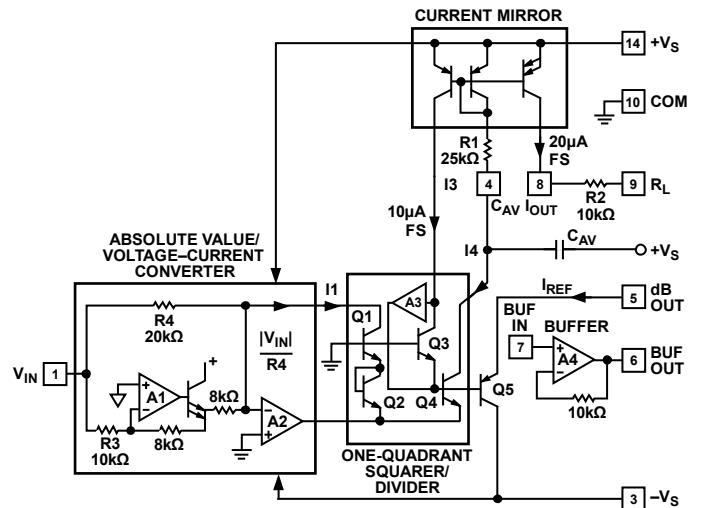 CURRENT MIRROR
14
+VS
10
COM
R1
25kΩ
20µA
FS
I3
4
8
9
RL
CAV
IOUT
R2
10kΩ
10µA
FS
CAV
ABSOLUTE VALUE/
VOLTAGE–CURRENT
CONVERTER
I4
+VS
I1
A3
IREF
5
dB
OUT
R4
20kΩ
Q1
BUF
IN
BUFFER
|VIN|
R4
Q3
7
VIN
1
+
+
A4
–
6
BUF
OUT
+
A1
–
8kΩ
–
A2
+
Q2
Q4
Q5
10kΩ
R3
10kΩ
8kΩ
ONE-QUADRANT
SQUARER/
DIVIDER
3
–VS